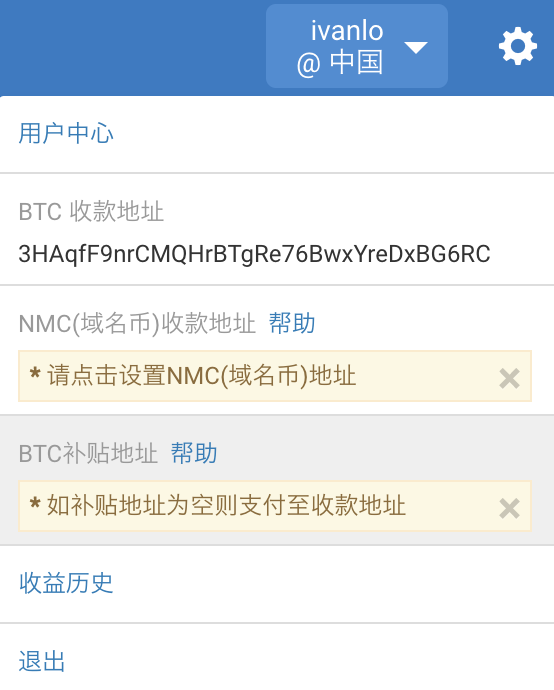 ivanlo
@ 中国
用户中心
BTC 收款地址
3HAqfF9nrCMQHrBTgRe76BwxYreDxBG6RC
NMC(域名币)收款地址 帮助
* 请点击设置NMC(域名币)地址
BTC补贴地址 帮助
* 如补贴地址为空则支付至收款地址
收益历史
退出